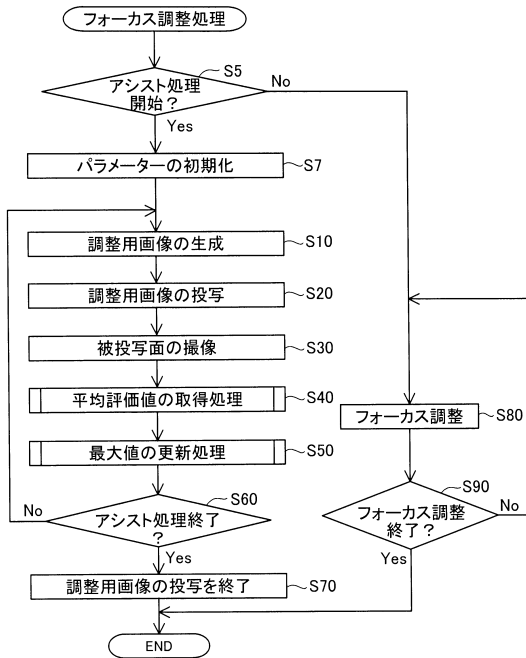 フォーカス調整処理
アシスト処理
開始？
S5
No
Yes
パラメーターの初期化
S7
調整用画像の生成
S10
調整用画像の投写
S20
被投写面の撮像
S30
平均評価値の取得処理
S40
最大値の更新処理
S50
アシスト処理終了
？
S60
No
Yes
調整用画像の投写を終了
S70
フォーカス調整
S80
フォーカス調整
終了？
S90
No
Yes
END